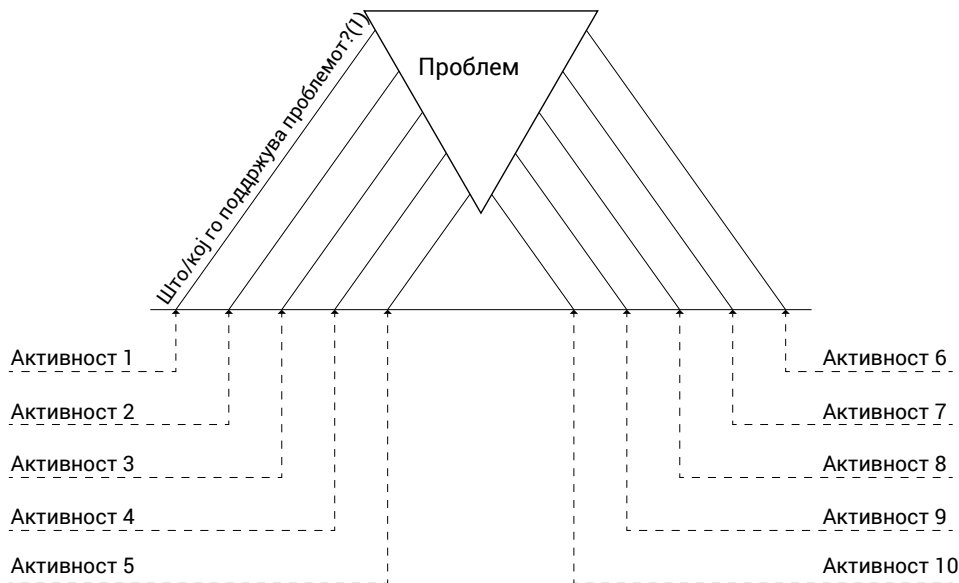 Што/кој го поддржува проблемот?(1)
Проблем
Активност 1
Активност 2
Активност 3
Активност 4
Активност 5
Активност 6
Активност 7
Активност 8
Активност 9
Активност 10